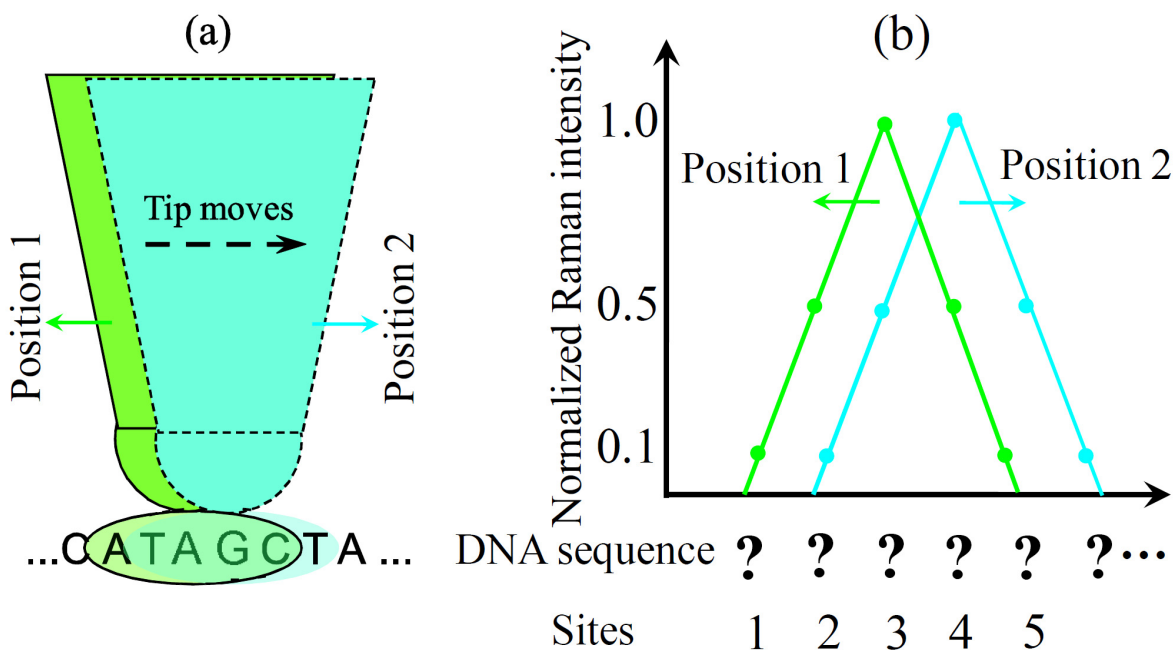 (a)
Position 1
Tip moves
Position 2
...CATAGCTA...
(b)
Normalized Raman intensity
1.0
0.5
0.1
Position 1
Position 2
DNA sequence ? ? ? ? ? ?...
Sites 1 2 3 4 5